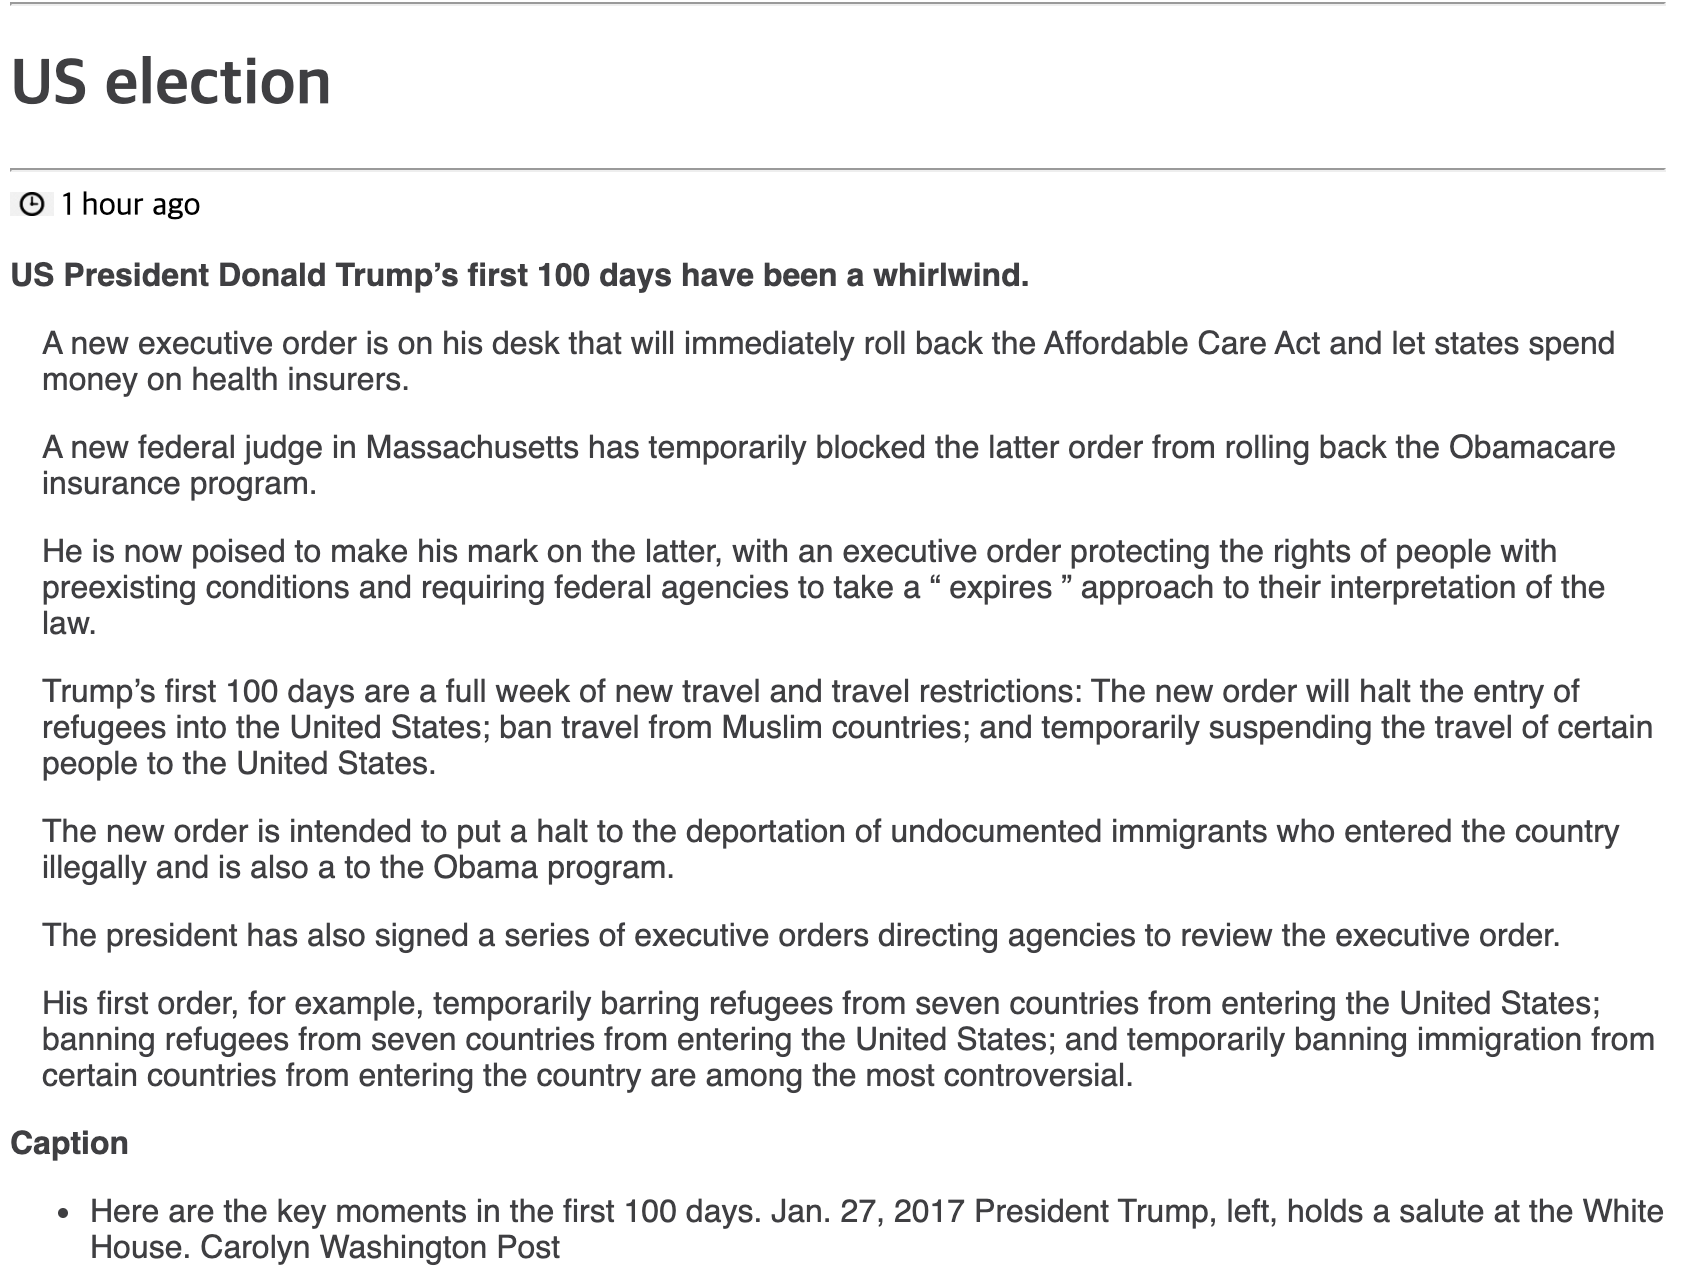 US election
1 hour ago
US President Donald Trump’s first 100 days have been a whirlwind.
A new executive order is on his desk that will immediately roll back the Affordable Care Act and let states spend
money on health insurers.
A new federal judge in Massachusetts has temporarily blocked the latter order from rolling back the Obamacare
insurance program.
He is now poised to make his mark on the latter, with an executive order protecting the rights of people with
preexisting conditions and requiring federal agencies to take a “ expires ” approach to their interpretation of the
law.
Trump’s first 100 days are a full week of new travel and travel restrictions: The new order will halt the entry of
refugees into the United States; ban travel from Muslim countries; and temporarily suspending the travel of certain
people to the United States.
The new order is intended to put a halt to the deportation of undocumented immigrants who entered the country
illegally and is also a to the Obama program.
The president has also signed a series of executive orders directing agencies to review the executive order.
His first order, for example, temporarily barring refugees from seven countries from entering the United States;
banning refugees from seven countries from entering the United States; and temporarily banning immigration from
certain countries from entering the country are among the most controversial.
Caption
• Here are the key moments in the first 100 days. Jan. 27, 2017 President Trump, left, holds a salute at the White
House. Carolyn Washington Post